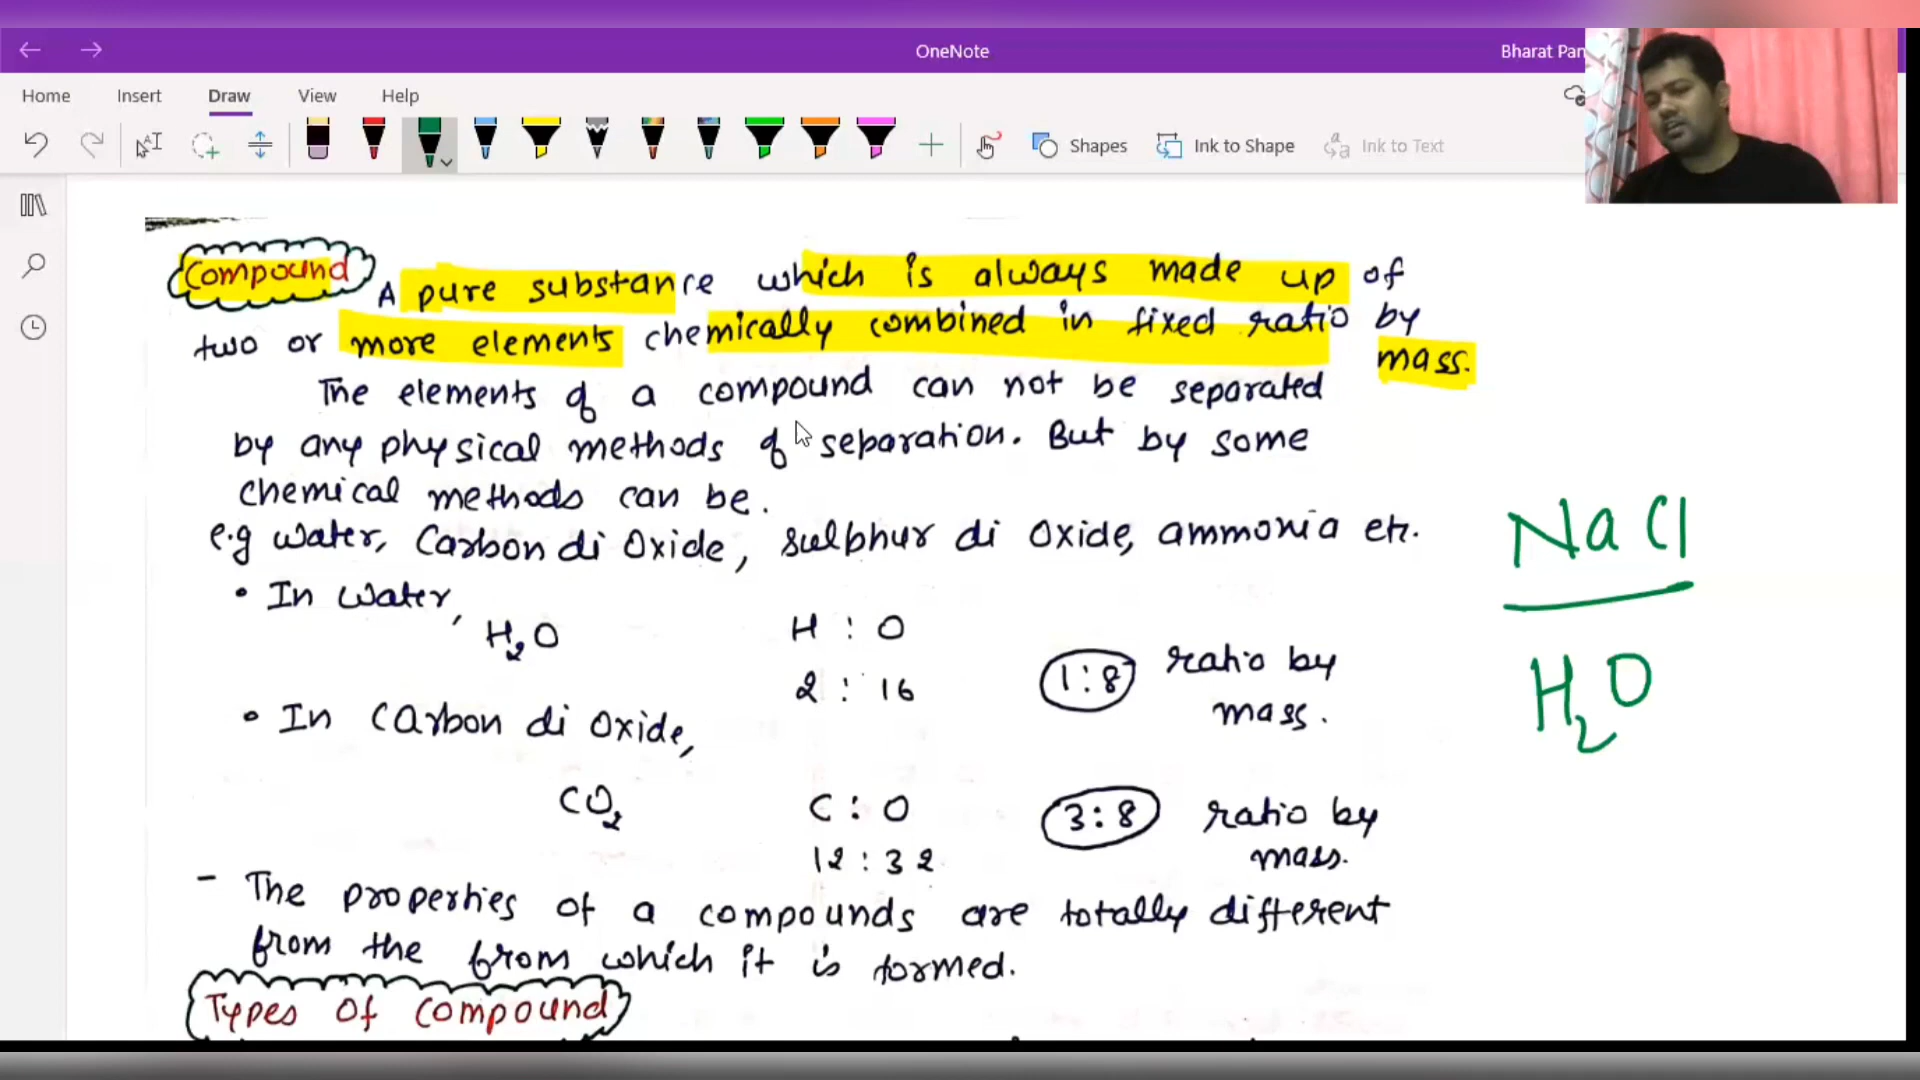 OneNote
Bharat Pan
Home Insert Draw View Help
Shapes Ink to Shape Ink to Text
Compound A pure substance which is always made up of
two or more elements chemically combined in fixed ratio by
mass.
The elements of a compound can not be separated
by any physical methods of separation. But by some
chemical methods can be.
e.g water, Carbon di Oxide, sulphur di Oxide, ammonia etc.
• In water,
H₂O H : O
2 : 16 1:8 ratio by
mass.
• In Carbon di Oxide,
CO₂ C : O 3:8 ratio by
12 : 32 mass.
- The properties of a compounds are totally different
from the from which it is formed.
Types Of Compound
NaCl
H₂O